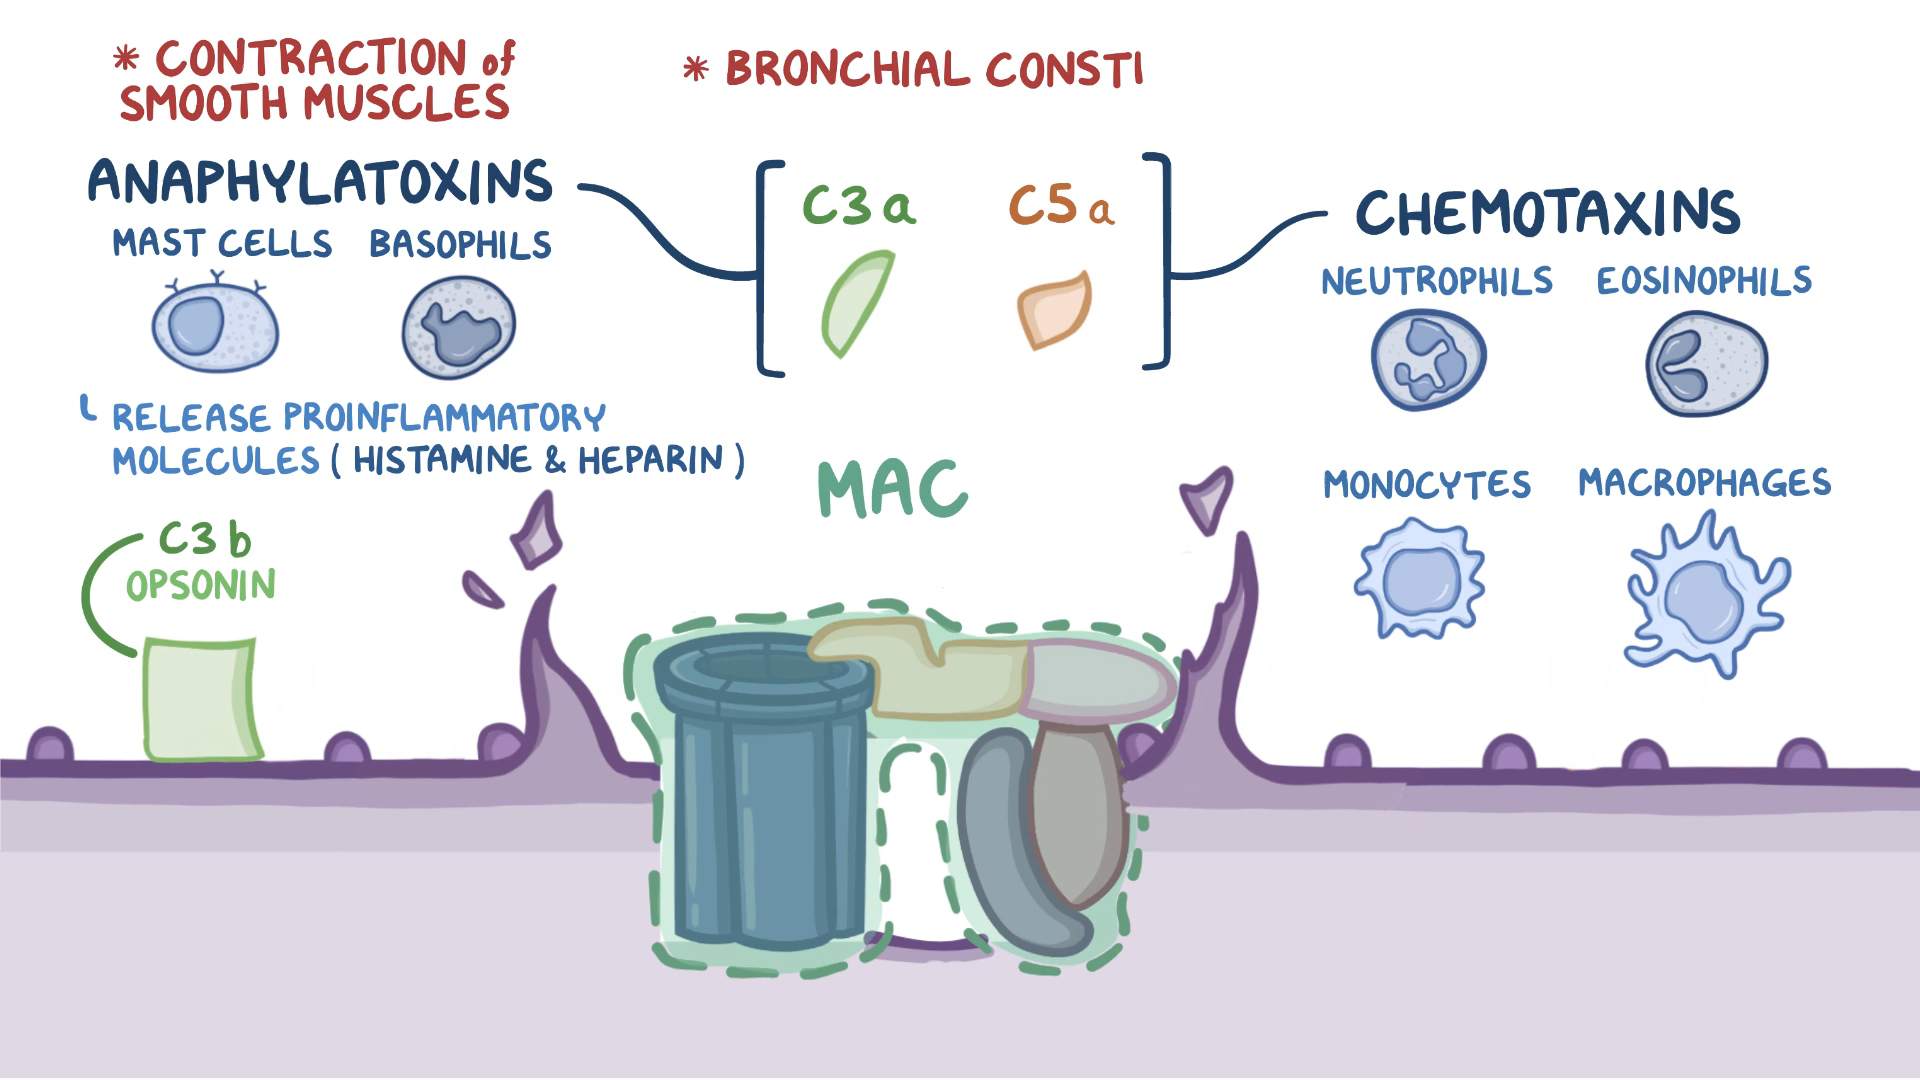 * CONTRACTION of
SMOOTH MUSCLES
* BRONCHIAL CONSTI
ANAPHYLATOXINS
MAST CELLS BASOPHILS
RELEASE PROINFLAMMATORY
MOLECULES ( HISTAMINE & HEPARIN )
C3a C5a
CHEMOTAXINS
NEUTROPHILS EOSINOPHILS
MONOCYTES MACROPHAGES
MAC
C3b
OPSONIN